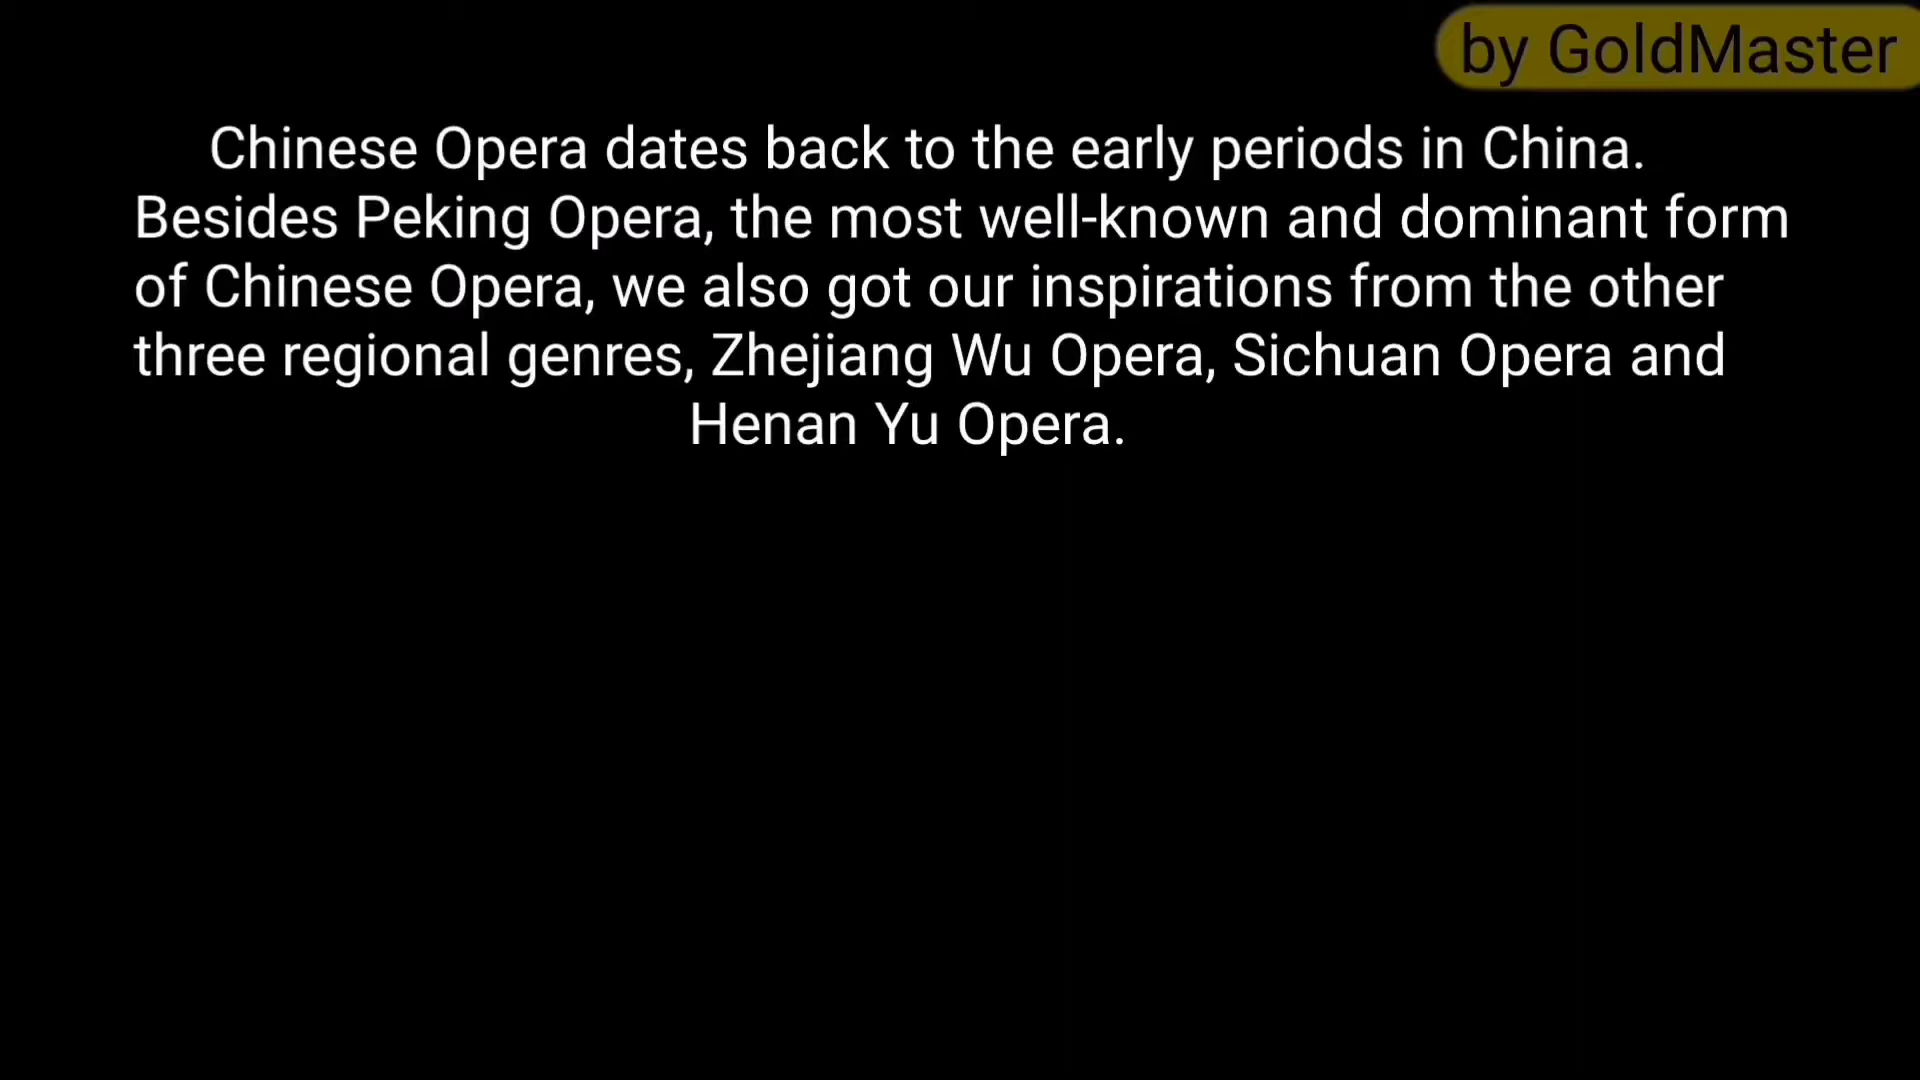 by GoldMaster
Chinese Opera dates back to the early periods in China.
Besides Peking Opera, the most well-known and dominant form
of Chinese Opera, we also got our inspirations from the other
three regional genres, Zhejiang Wu Opera, Sichuan Opera and
Henan Yu Opera.